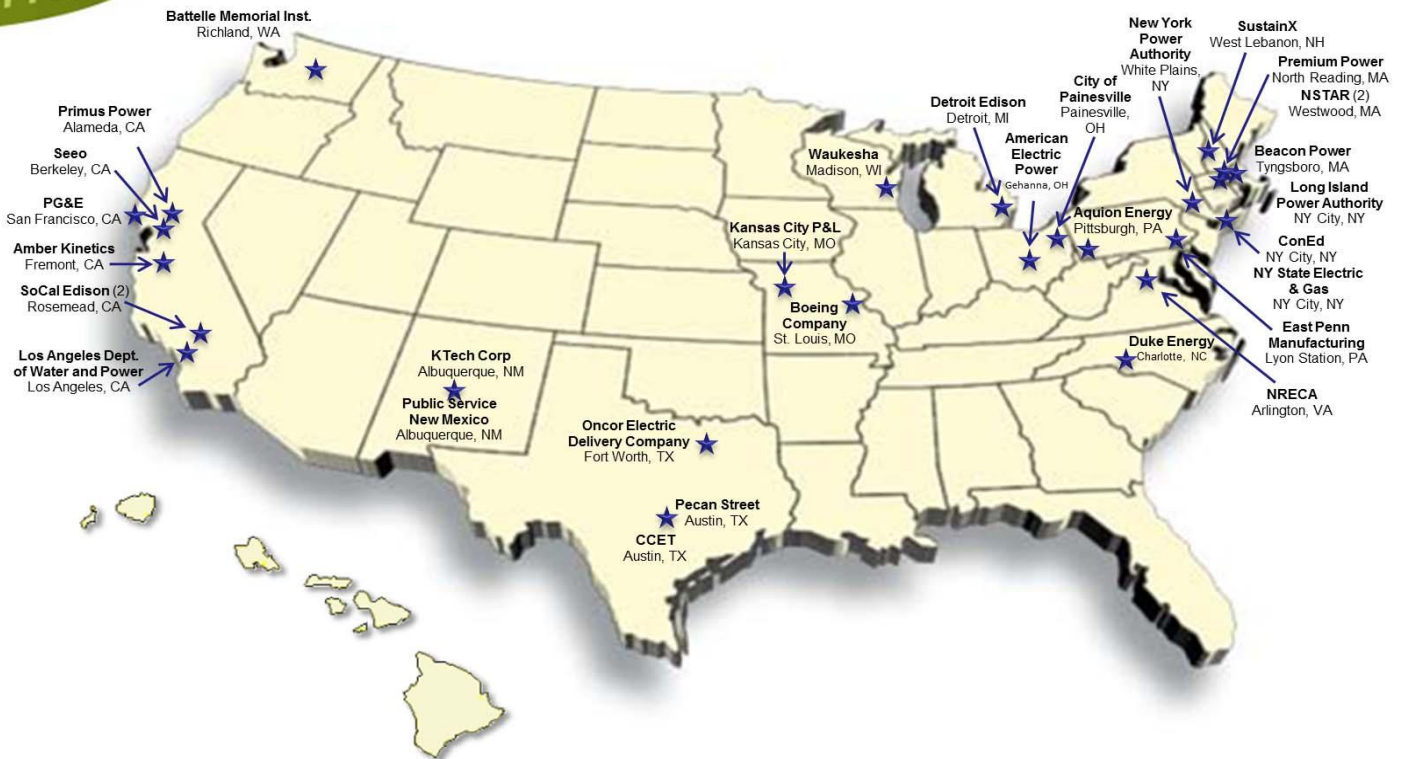 Battelle Memorial Inst.
Richland, WA
Primus Power
Alameda, CA
Seeo
Berkeley, CA
PG&E
San Francisco, CA
Amber Kinetics
Fremont, CA
SoCal Edison (2)
Rosemead, CA
Los Angeles Dept.
of Water and Power
Los Angeles, CA
KTech Corp
Albuquerque, NM
Public Service
New Mexico
Albuquerque, NM
Oncor Electric
Delivery Company
Fort Worth, TX
Pecan Street
Austin, TX
CCET
Austin, TX
Kansas City P&L
Kansas City, MO
Boeing
Company
St. Louis, MO
Waukesha
Madison, WI
Detroit Edison
Detroit, MI
American
Electric
Power
Gehanna, OH
City of
Painesville
Painesville,
OH
New York
Power
Authority
White Plains,
NY
SustainX
West Lebanon, NH
Premium Power
North Reading, MA
NSTAR (2)
Westwood, MA
Beacon Power
Tyngsboro, MA
Long Island
Power Authority
NY City, NY
ConEd
NY City, NY
NY State Electric
& Gas
NY City, NY
Aquion Energy
Pittsburgh, PA
East Penn
Manufacturing
Lyon Station, PA
Duke Energy
Charlotte, NC
NRECA
Arlington, VA